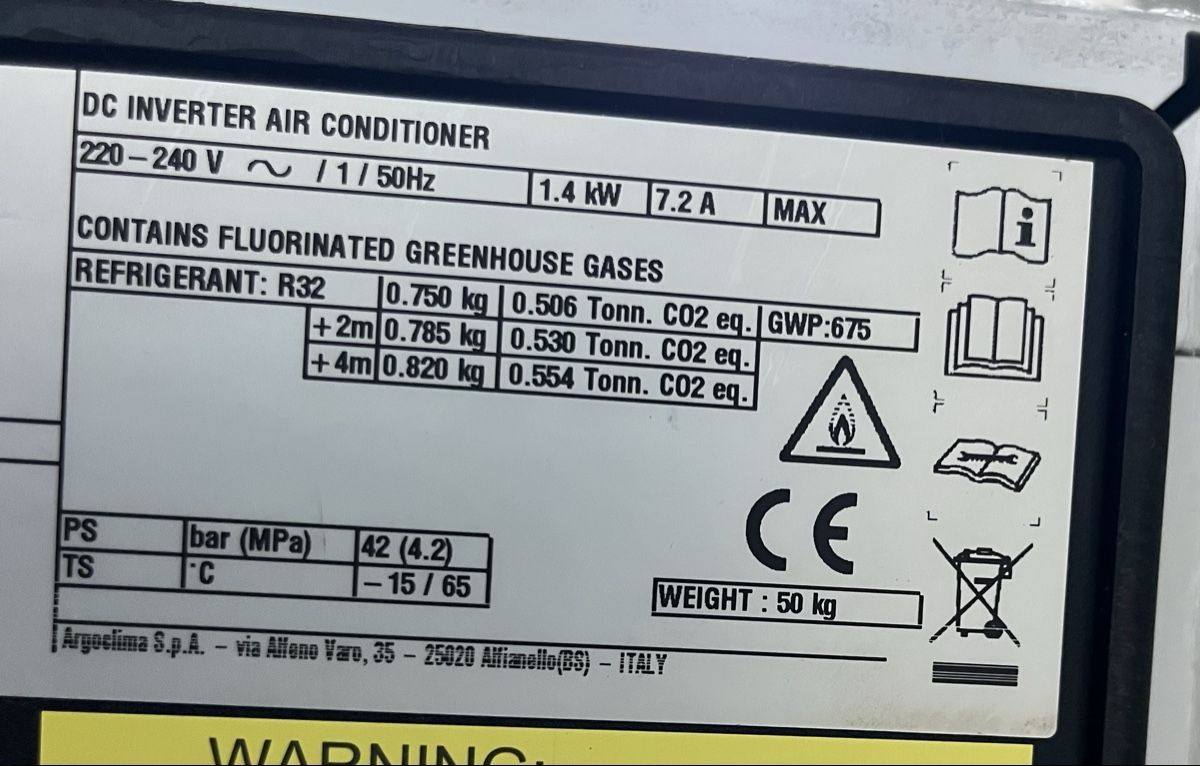 DC INVERTER AIR CONDITIONER
220–240 V ~ / 1 / 50Hz 1.4 kW 7.2 A MAX
CONTAINS FLUORINATED GREENHOUSE GASES
REFRIGERANT: R32 0.750 kg 0.506 Tonn. CO2 eq. GWP:675
+2m 0.785 kg 0.530 Tonn. CO2 eq.
+4m 0.820 kg 0.554 Tonn. CO2 eq.
CE
PS bar (MPa) 42 (4.2)
TS °C –15 / 65
WEIGHT : 50 kg
Argoclima S.p.A. – via Alfeno Varo, 35 – 25020 Alfianello(BS) – ITALY
WARNING: